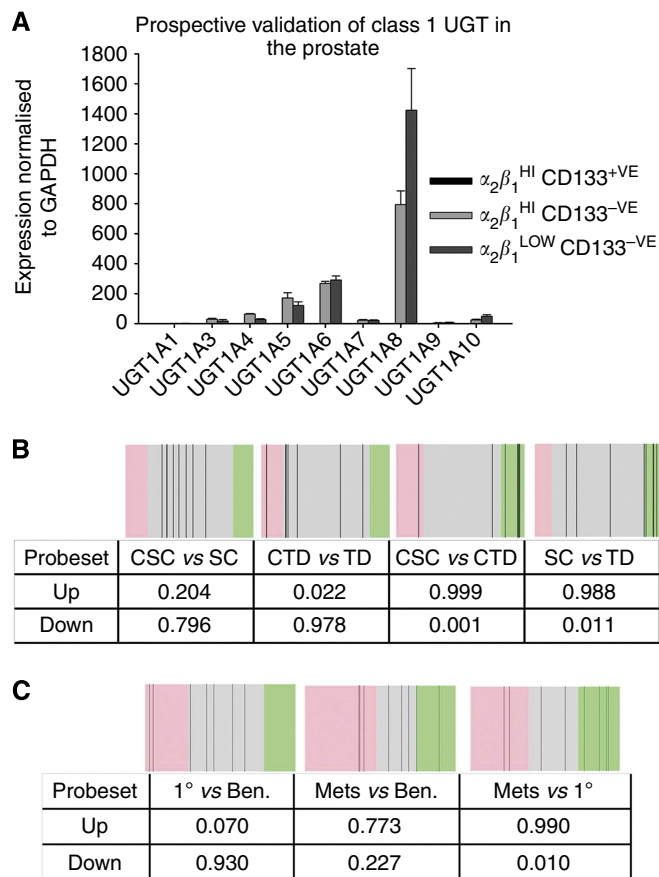 A
Prospective validation of class 1 UGT in
the prostate
Expression normalised
to GAPDH
1800
1600
1400
1200
1000
800
600
400
200
0
UGT1A1
UGT1A3
UGT1A4
UGT1A5
UGT1A6
UGT1A7
UGT1A8
UGT1A9
UGT1A10
α₂β₁ᴴᴵ CD133⁺ⱽᴱ
α₂β₁ᴴᴵ CD133⁻ⱽᴱ
α₂β₁ᴸᴼᵂ CD133⁻ⱽᴱ
B
Probeset CSC vs SC CTD vs TD CSC vs CTD SC vs TD
Up 0.204 0.022 0.999 0.988
Down 0.796 0.978 0.001 0.011
C
Probeset 1° vs Ben. Mets vs Ben. Mets vs 1°
Up 0.070 0.773 0.990
Down 0.930 0.227 0.010